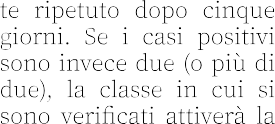 te ripetuto dopo cinque
giorni. Se i casi positivi
sono invece due (o più di
due), la classe in cui si
sono verificati attiverà la